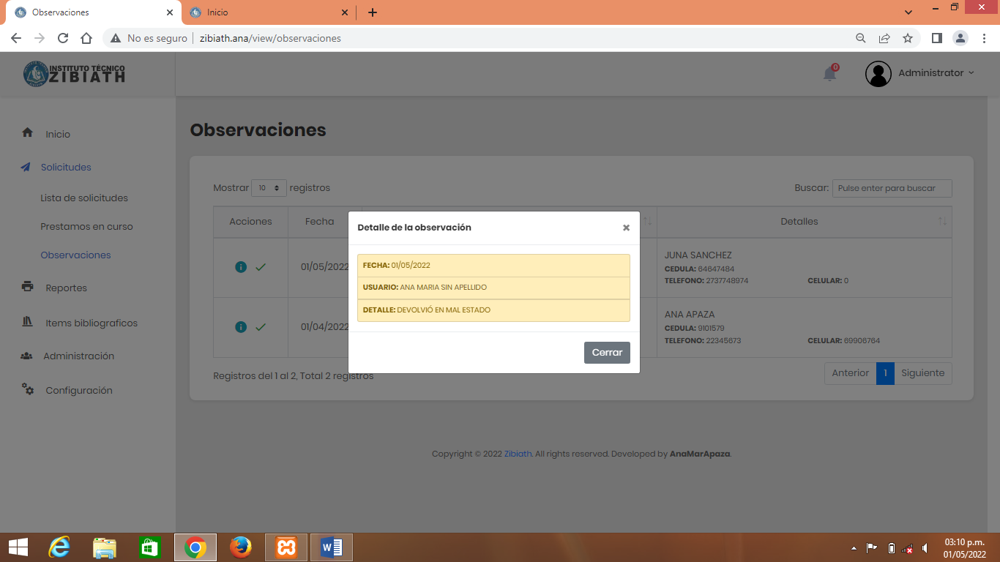 Observaciones
Inicio
No es seguro
zibiath.ana/view/observaciones
INSTITUTO TÉCNICO
ZIBIATH
0
Administrator
Inicio
Solicitudes
Lista de solicitudes
Prestamos en curso
Observaciones
Reportes
Items bibliograficos
Administración
Configuración
Observaciones
Mostrar 10 registros
Buscar: Pulse enter para buscar
Acciones Fecha Detalles
01/05/2022
JUNA SANCHEZ
CEDULA: 64647484
TELEFONO: 2737748974 CELULAR: 0
01/04/2022
ANA APAZA
CEDULA: 9101579
TELEFONO: 22345673 CELULAR: 69906764
Registros del 1 al 2, Total 2 registros
Anterior 1 Siguiente
Detalle de la observación
×
FECHA: 01/05/2022
USUARIO: ANA MARIA SIN APELLIDO
DETALLE: DEVOLVIÓ EN MAL ESTADO
Cerrar
Copyright © 2022 Zibiath. All rights reserved. Developed by AnaMarApaza.
03:10 p.m.
01/05/2022